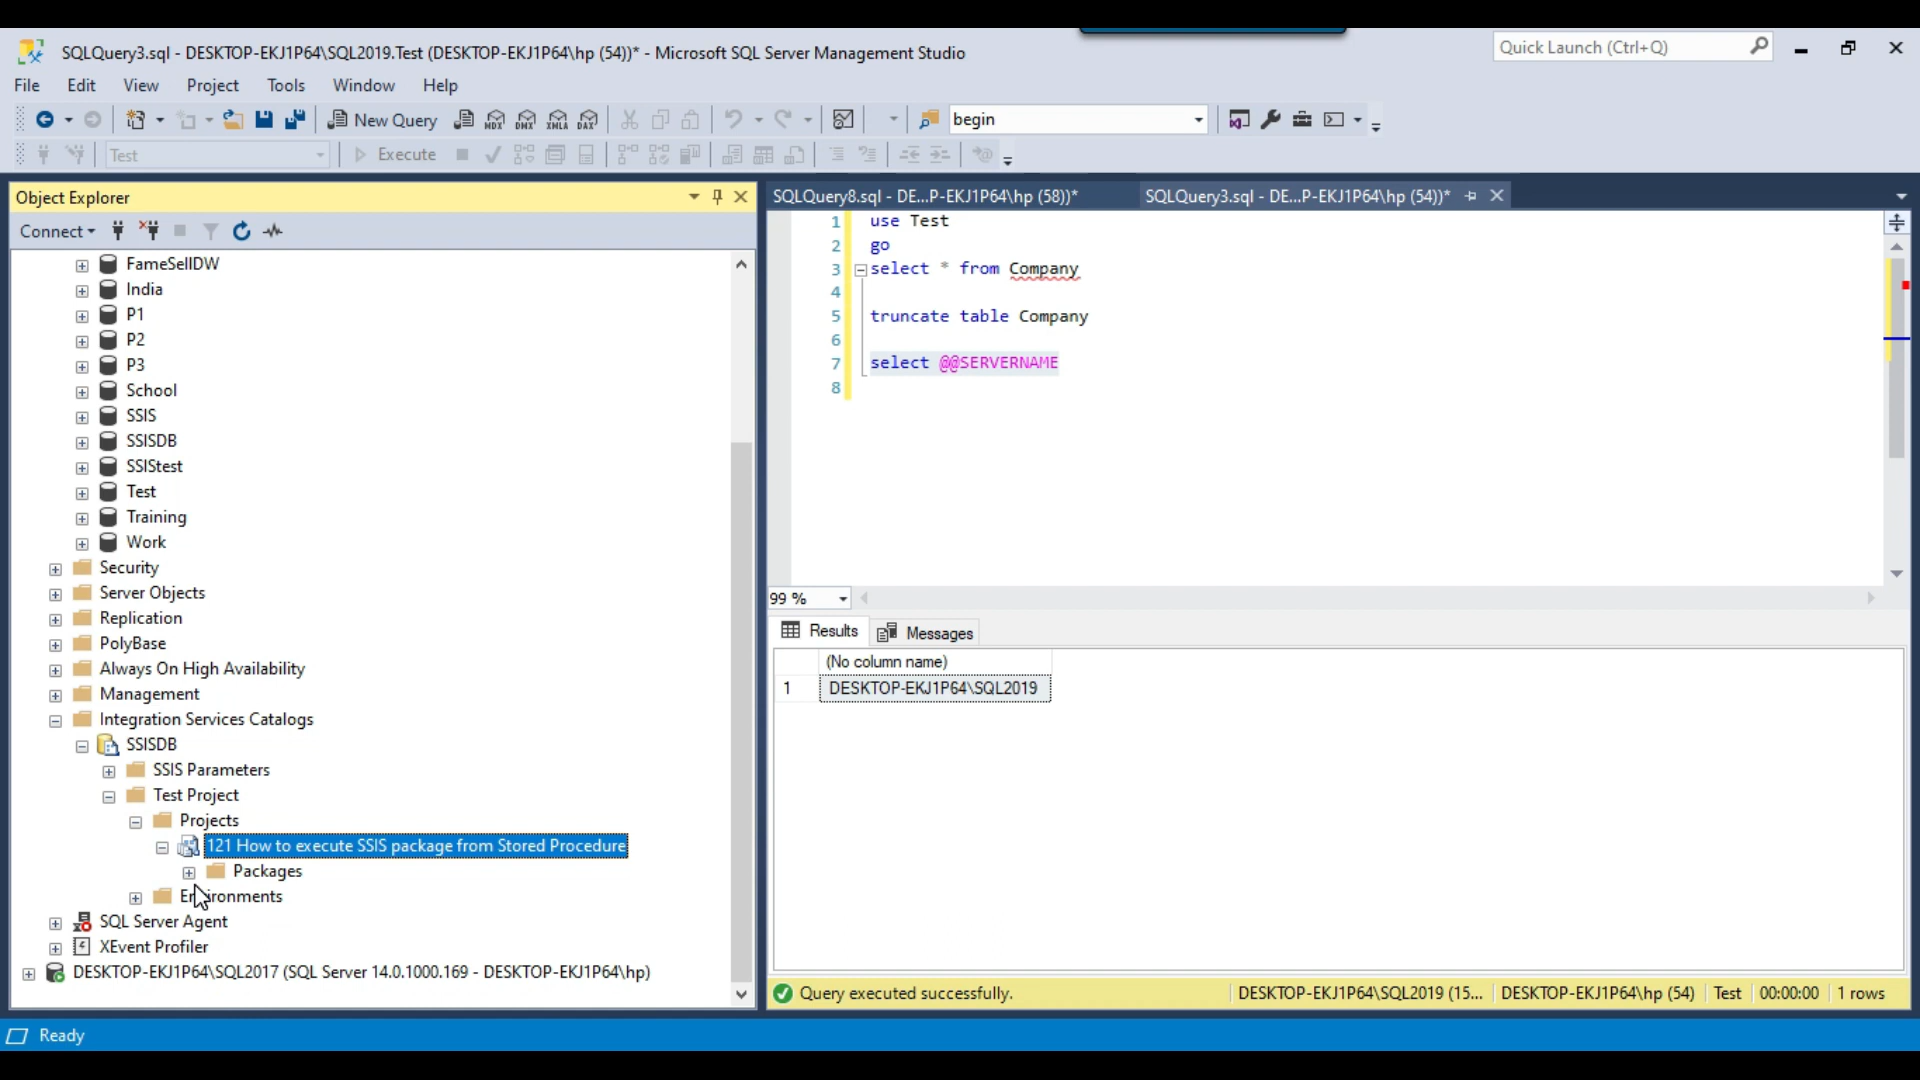 SQLQuery3.sql - DESKTOP-EKJ1P64\SQL2019.Test (DESKTOP-EKJ1P64\hp (54))* - Microsoft SQL Server Management Studio
Quick Launch (Ctrl+Q)
File Edit View Project Tools Window Help
New Query MDX DMX XMLA DAX begin
Test Execute
Object Explorer
SQLQuery8.sql - DE...P-EKJ1P64\hp (58))* SQLQuery3.sql - DE...P-EKJ1P64\hp (54))*
Connect
FameSellDW
India
P1
P2
P3
School
SSIS
SSISDB
SSIStest
Test
Training
Work
Security
Server Objects
Replication
PolyBase
Always On High Availability
Management
Integration Services Catalogs
SSISDB
SSIS Parameters
Test Project
Projects
121 How to execute SSIS package from Stored Procedure
Packages
Environments
SQL Server Agent
XEvent Profiler
DESKTOP-EKJ1P64\SQL2017 (SQL Server 14.0.1000.169 - DESKTOP-EKJ1P64\hp)
1 use Test
2 go
3 select * from Company
4
5 truncate table Company
6
7 select @@SERVERNAME
8
99 %
Results Messages
(No column name)
1 DESKTOP-EKJ1P64\SQL2019
Query executed successfully. DESKTOP-EKJ1P64\SQL2019 (15... DESKTOP-EKJ1P64\hp (54) Test 00:00:00 1 rows
Ready